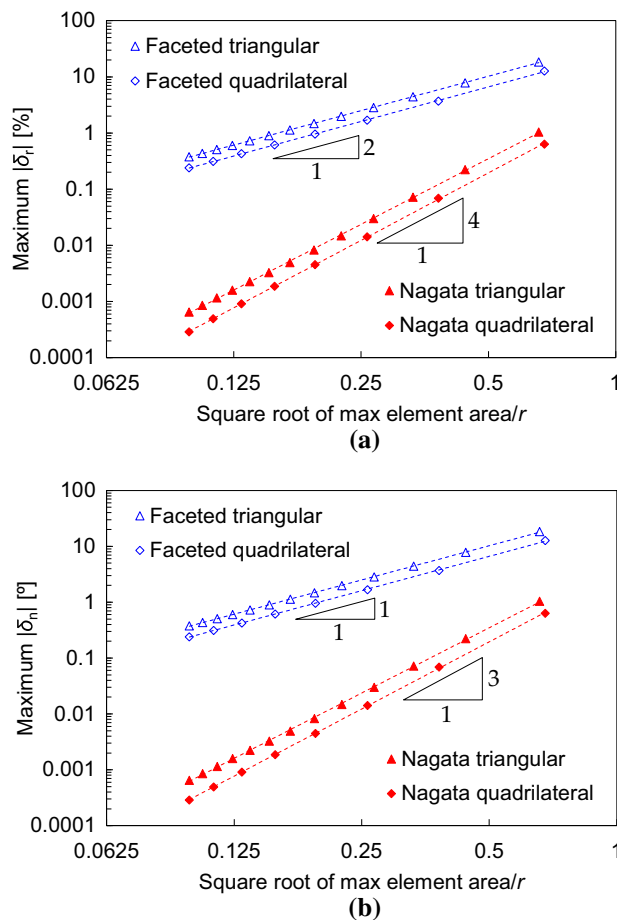 100
10
1
0.1
0.01
0.001
0.0001
Maximum |δr| [%]
Faceted triangular
Faceted quadrilateral
2
1
4
1
Nagata triangular
Nagata quadrilateral
0.0625
0.125
0.25
0.5
1
Square root of max element area/r
(a)
100
10
1
0.1
0.01
0.001
0.0001
Maximum |δn| [º]
Faceted triangular
Faceted quadrilateral
1
1
3
1
Nagata triangular
Nagata quadrilateral
0.0625
0.125
0.25
0.5
1
Square root of max element area/r
(b)